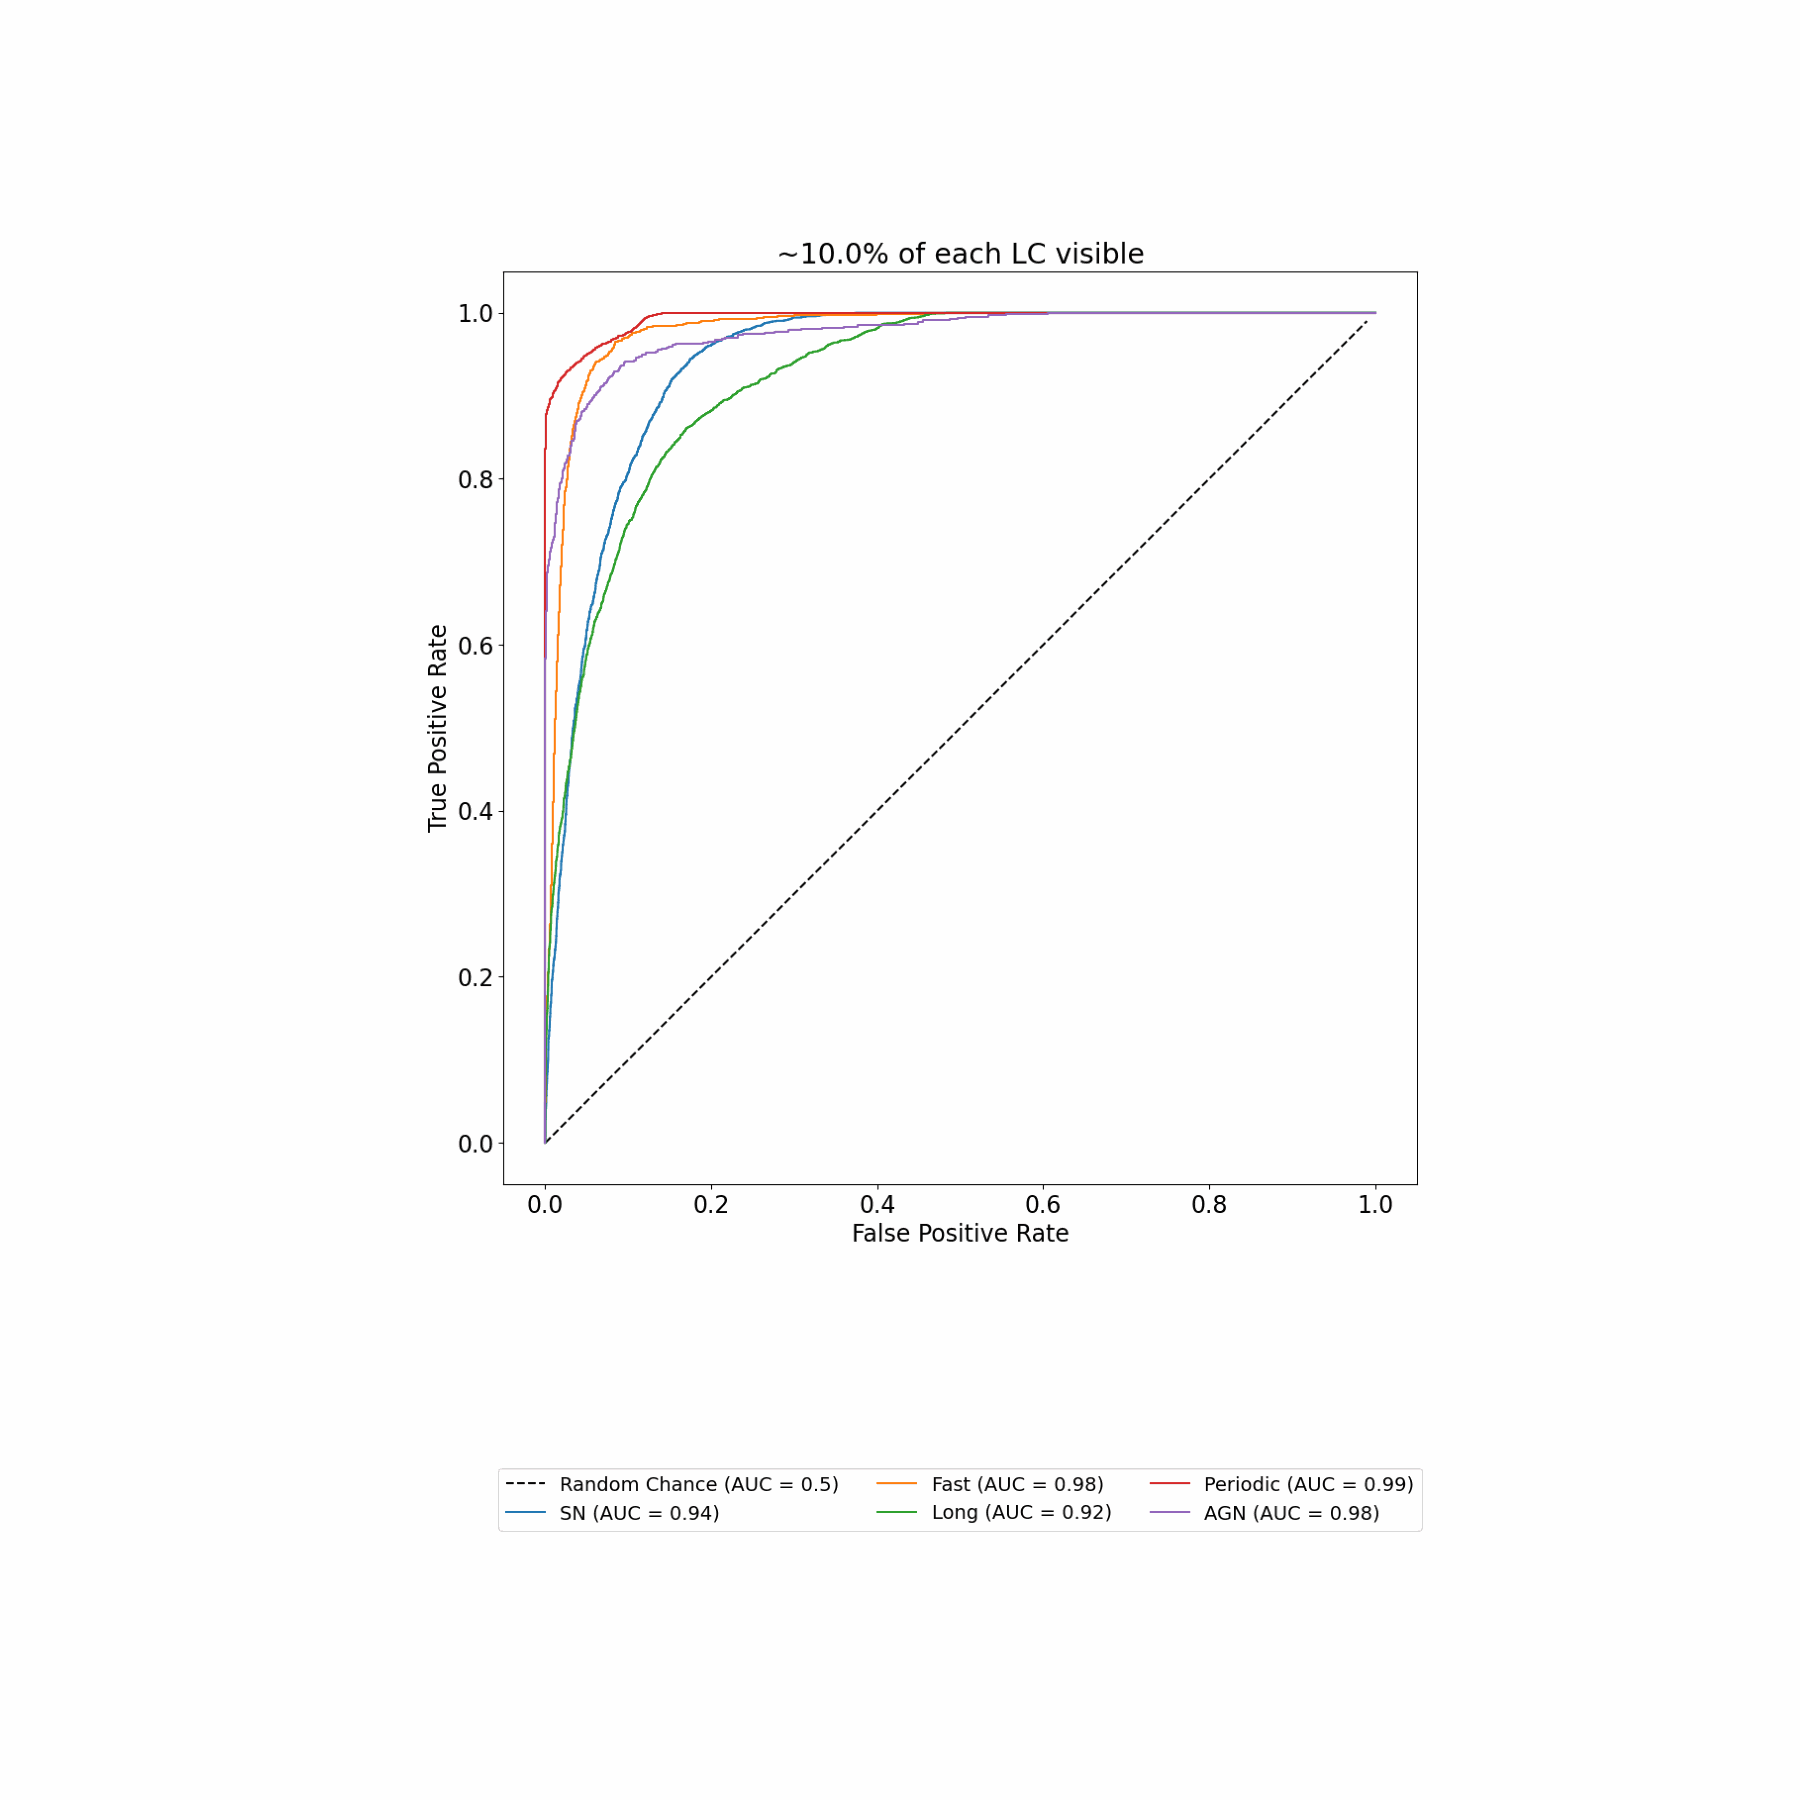 ~10.0% of each LC visible
True Positive Rate
1.0
0.8
0.6
0.4
0.2
0.0
0.0 0.2 0.4 0.6 0.8 1.0
False Positive Rate
Random Chance (AUC = 0.5)
SN (AUC = 0.94)
Fast (AUC = 0.98)
Long (AUC = 0.92)
Periodic (AUC = 0.99)
AGN (AUC = 0.98)